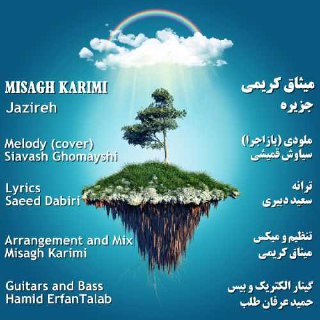 MISAGH KARIMI
Jazireh
Melody (cover)
Siavash Ghomayshi
Lyrics
Saeed Dabiri
Arrangement and Mix
Misagh Karimi
Guitars and Bass
Hamid ErfanTalab
میثاق کریمی
جزیره
ملودی (بازاجرا)
سیاوش قمیشی
ترانه
سعید دبیری
تنظیم و میکس
میثاق کریمی
گیتار الکتریک و بیس
حمید عرفان طلب